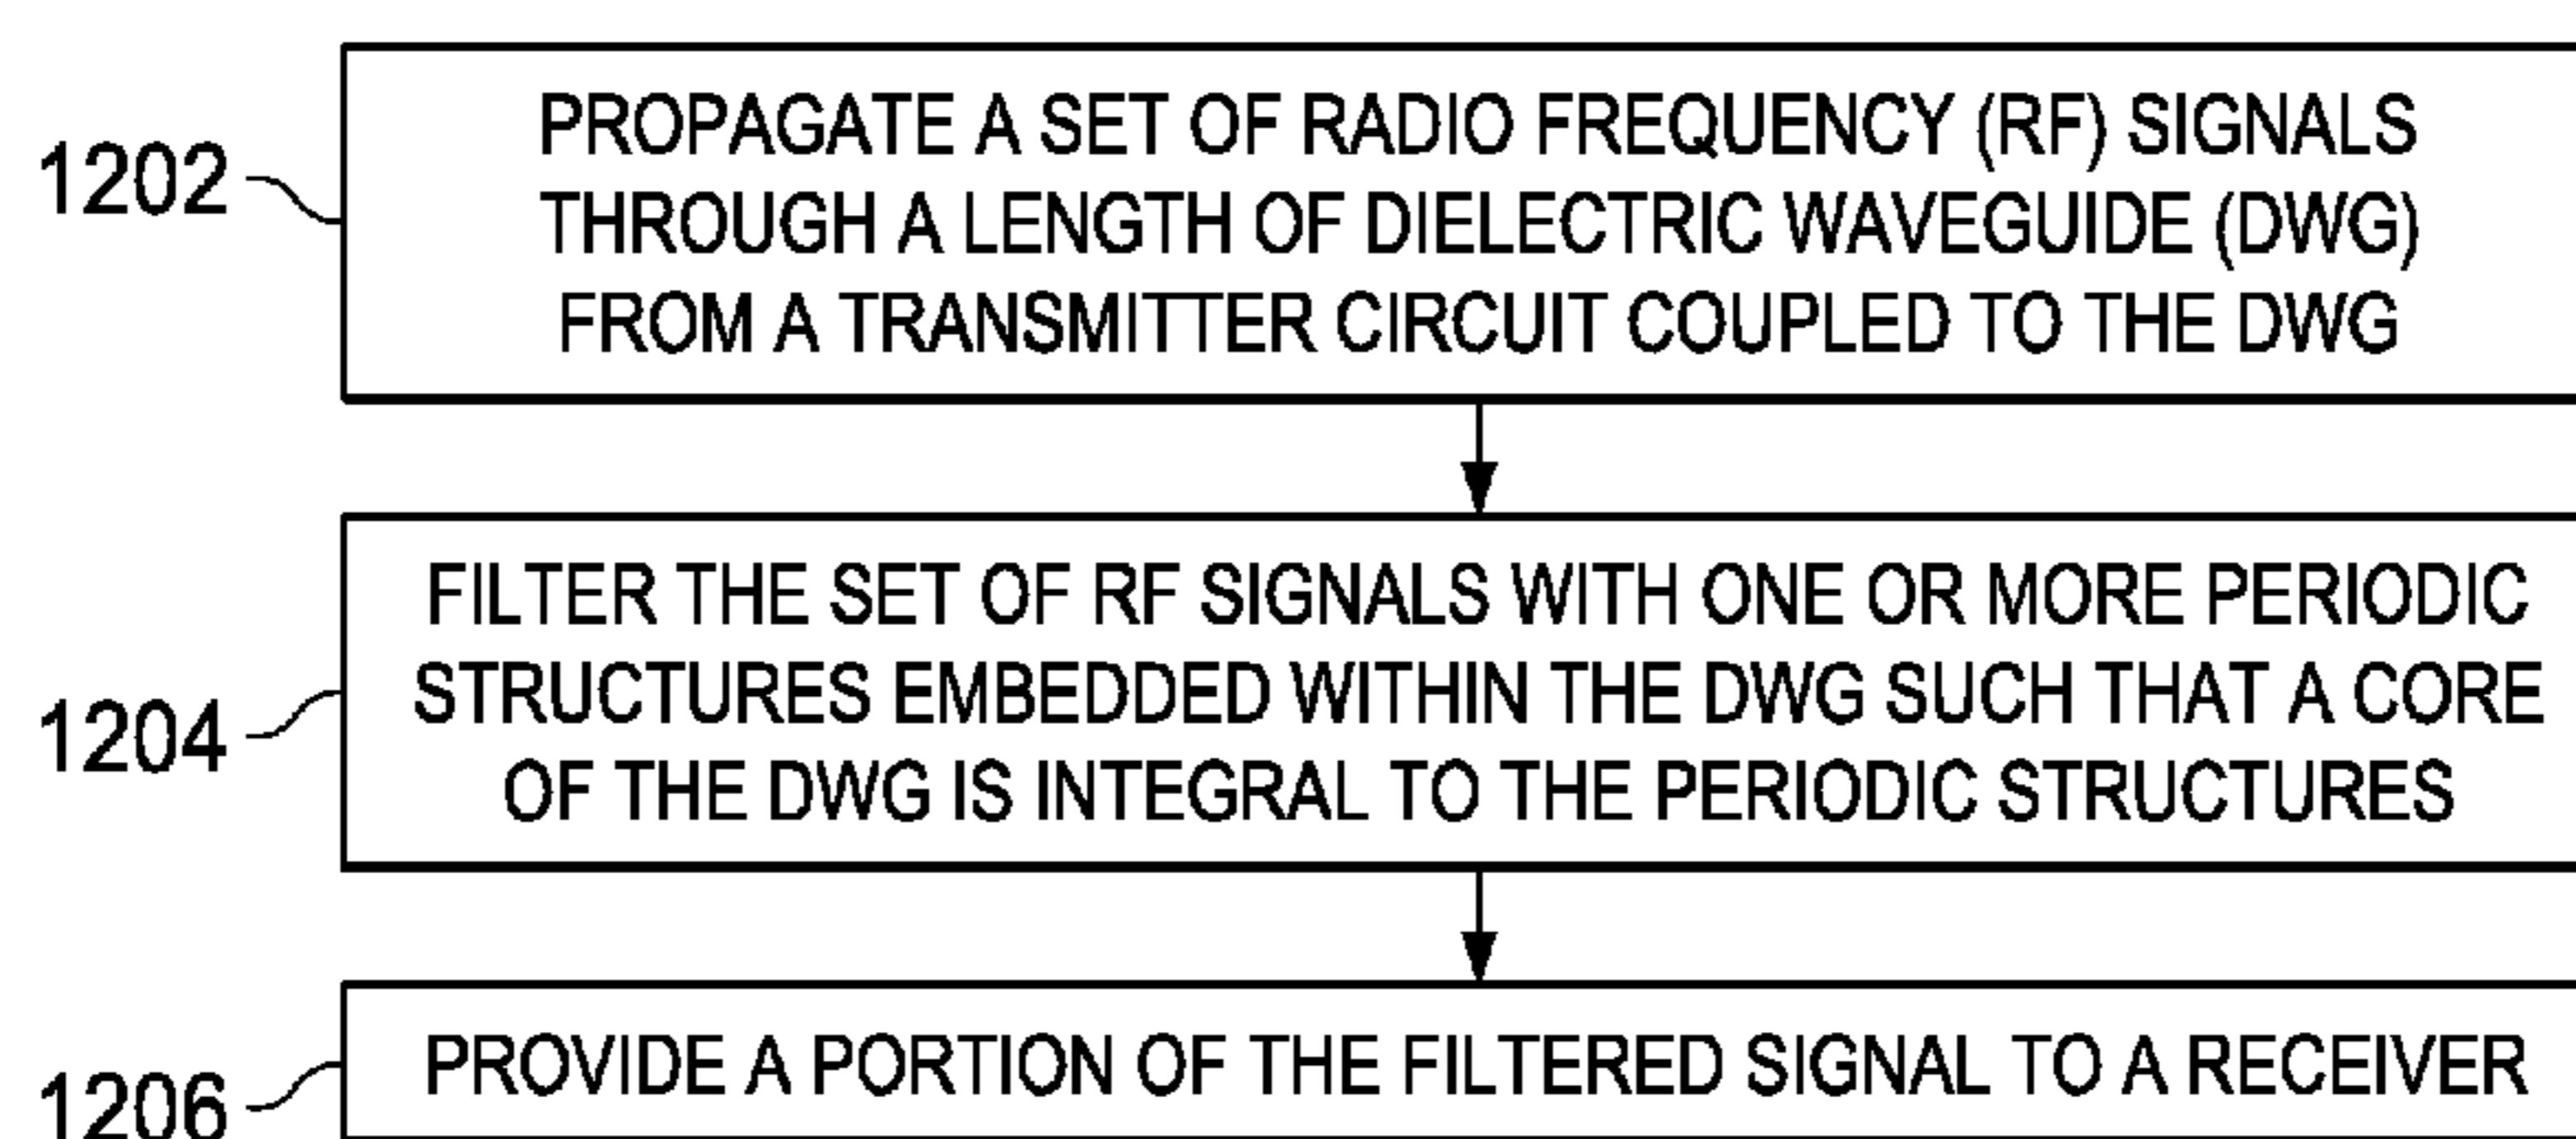 1202
PROPAGATE A SET OF RADIO FREQUENCY (RF) SIGNALS
THROUGH A LENGTH OF DIELECTRIC WAVEGUIDE (DWG)
FROM A TRANSMITTER CIRCUIT COUPLED TO THE DWG
1204
FILTER THE SET OF RF SIGNALS WITH ONE OR MORE PERIODIC
STRUCTURES EMBEDDED WITHIN THE DWG SUCH THAT A CORE
OF THE DWG IS INTEGRAL TO THE PERIODIC STRUCTURES
1206
PROVIDE A PORTION OF THE FILTERED SIGNAL TO A RECEIVER